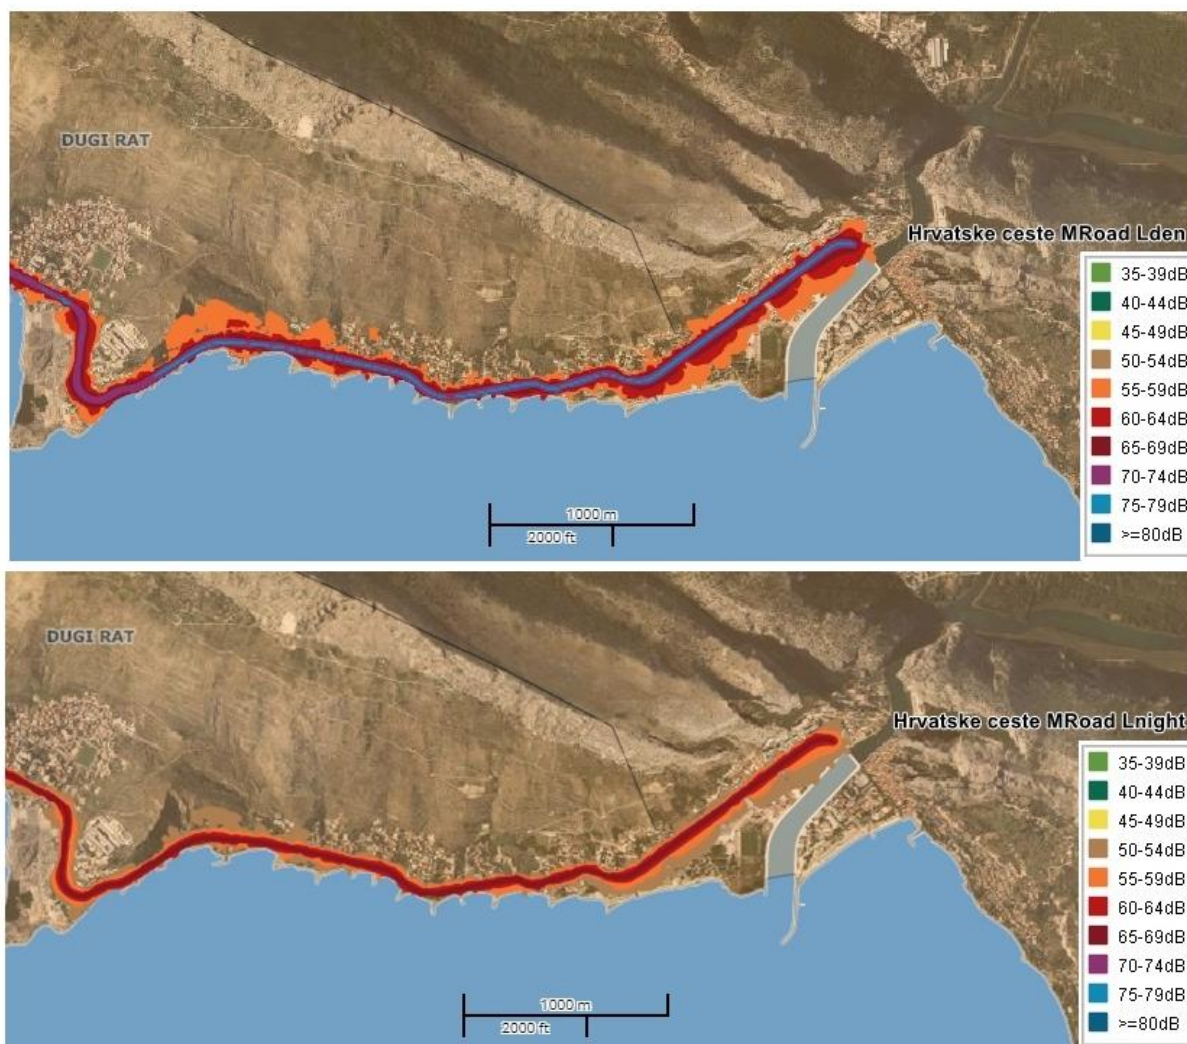 DUGI RAT
Hrvatske ceste MRoad Lden
35-39dB
40-44dB
45-49dB
50-54dB
55-59dB
60-64dB
65-69dB
70-74dB
75-79dB
>=80dB
1000 m
2000 ft
DUGI RAT
Hrvatske ceste MRoad Lnight
35-39dB
40-44dB
45-49dB
50-54dB
55-59dB
60-64dB
65-69dB
70-74dB
75-79dB
>=80dB
1000 m
2000 ft